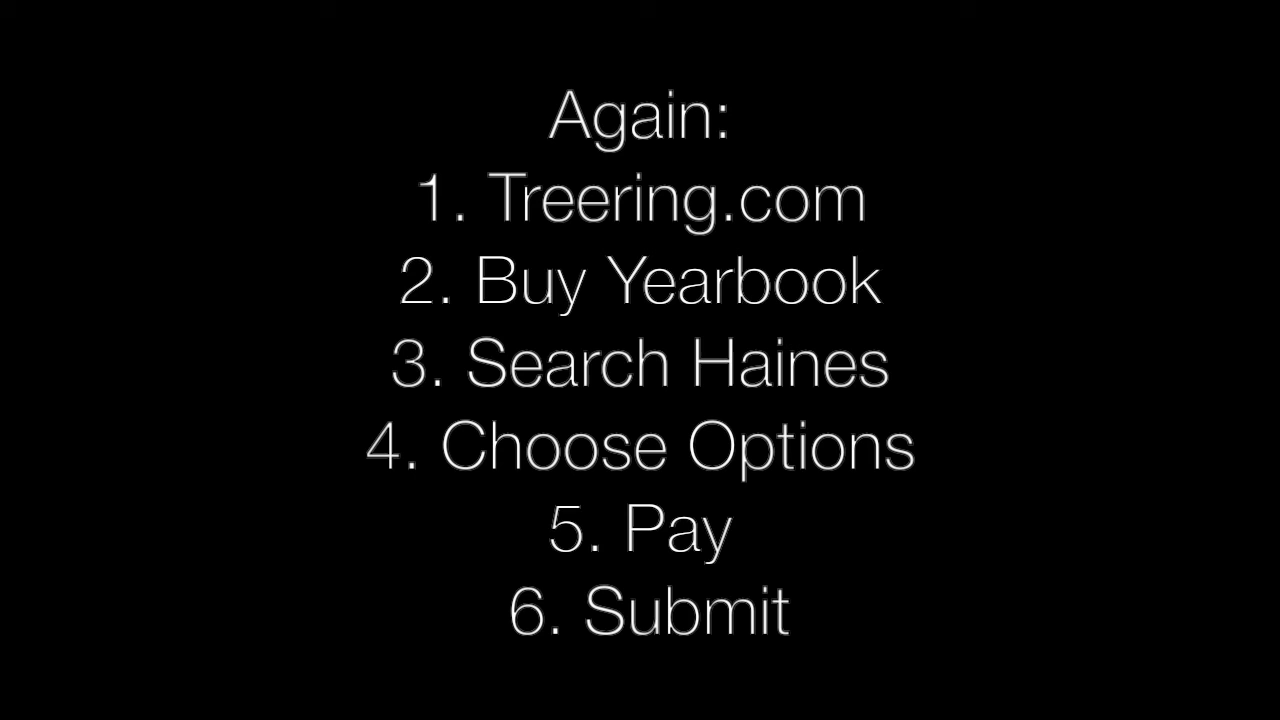 Again:
1. Treering.com
2. Buy Yearbook
3. Search Haines
4. Choose Options
5. Pay
6. Submit